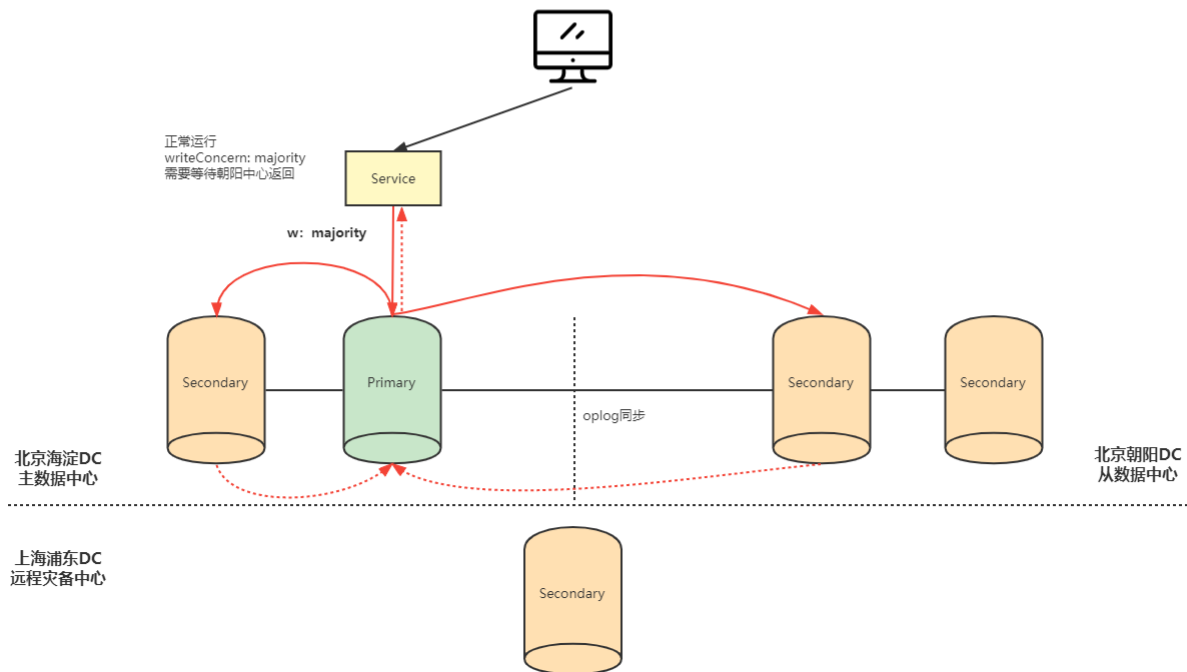 正常运行
writeConcern: majority
需要等待朝阳中心返回
Service
w: majority
Secondary
Primary
Secondary
Secondary
oplog同步
北京海淀DC
主数据中心
北京朝阳DC
从数据中心
上海浦东DC
远程灾备中心
Secondary